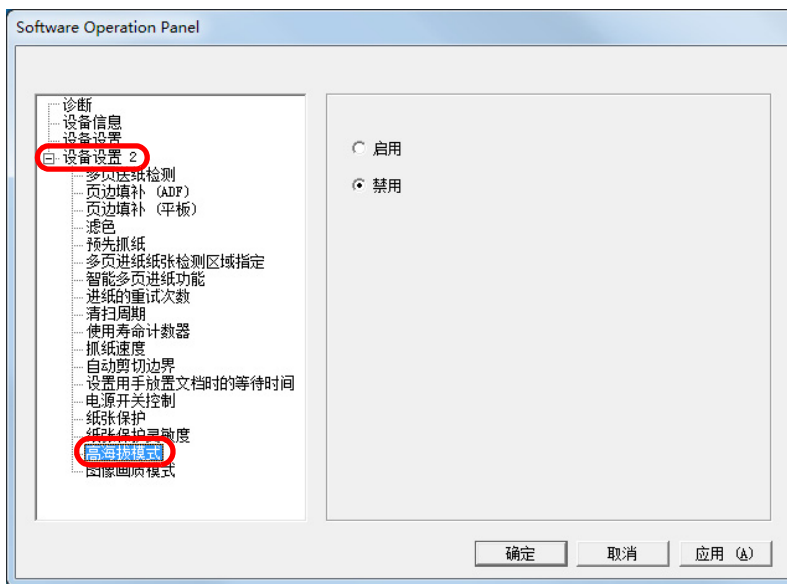 Software Operation Panel
诊断
设备信息
设备设置
设备设置 2
多页送纸检测
页边填补 (ADF)
页边填补 (平板)
滤色
预先抓纸
多页进纸纸张检测区域指定
智能多页进纸功能
进纸的重试次数
清扫周期
使用寿命计数器
抓纸速度
自动剪切边界
设置用手放置文档时的等待时间
电源开关控制
纸张保护
纸张保护灵敏度
高海拔模式
图像画质模式
启用
禁用
确定
取消
应用 (A)